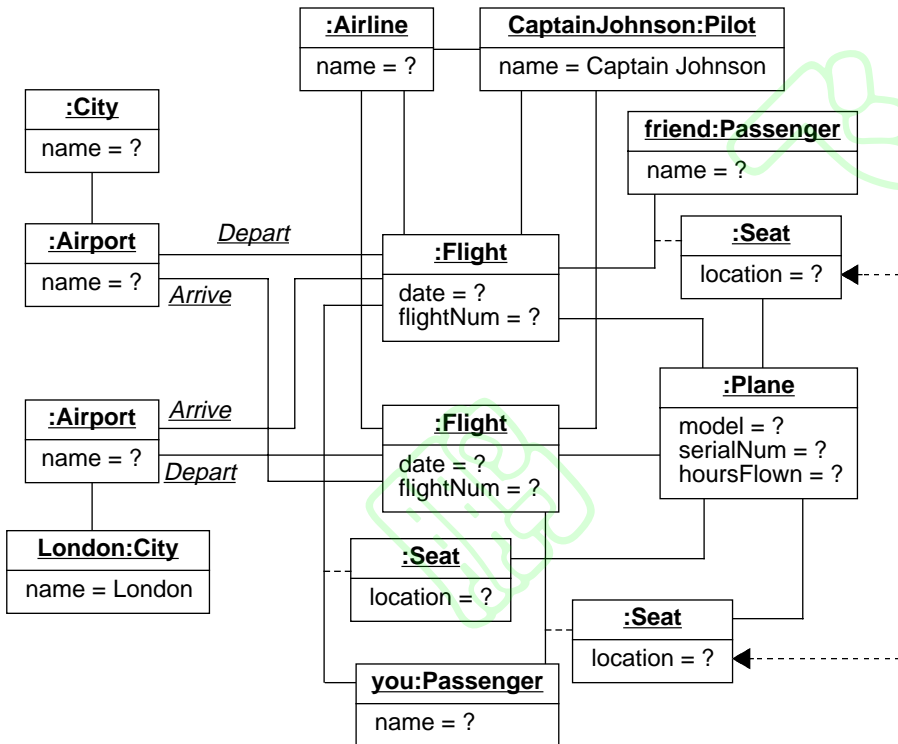 :Airline
name = ?
CaptainJohnson:Pilot
name = Captain Johnson
:City
name = ?
friend:Passenger
name = ?
:Airport
name = ?
Depart
Arrive
:Flight
date = ?
flightNum = ?
:Seat
location = ?
:Plane
model = ?
serialNum = ?
hoursFlown = ?
:Airport
name = ?
Arrive
Depart
:Flight
date = ?
flightNum = ?
London:City
name = London
:Seat
location = ?
:Seat
location = ?
you:Passenger
name = ?